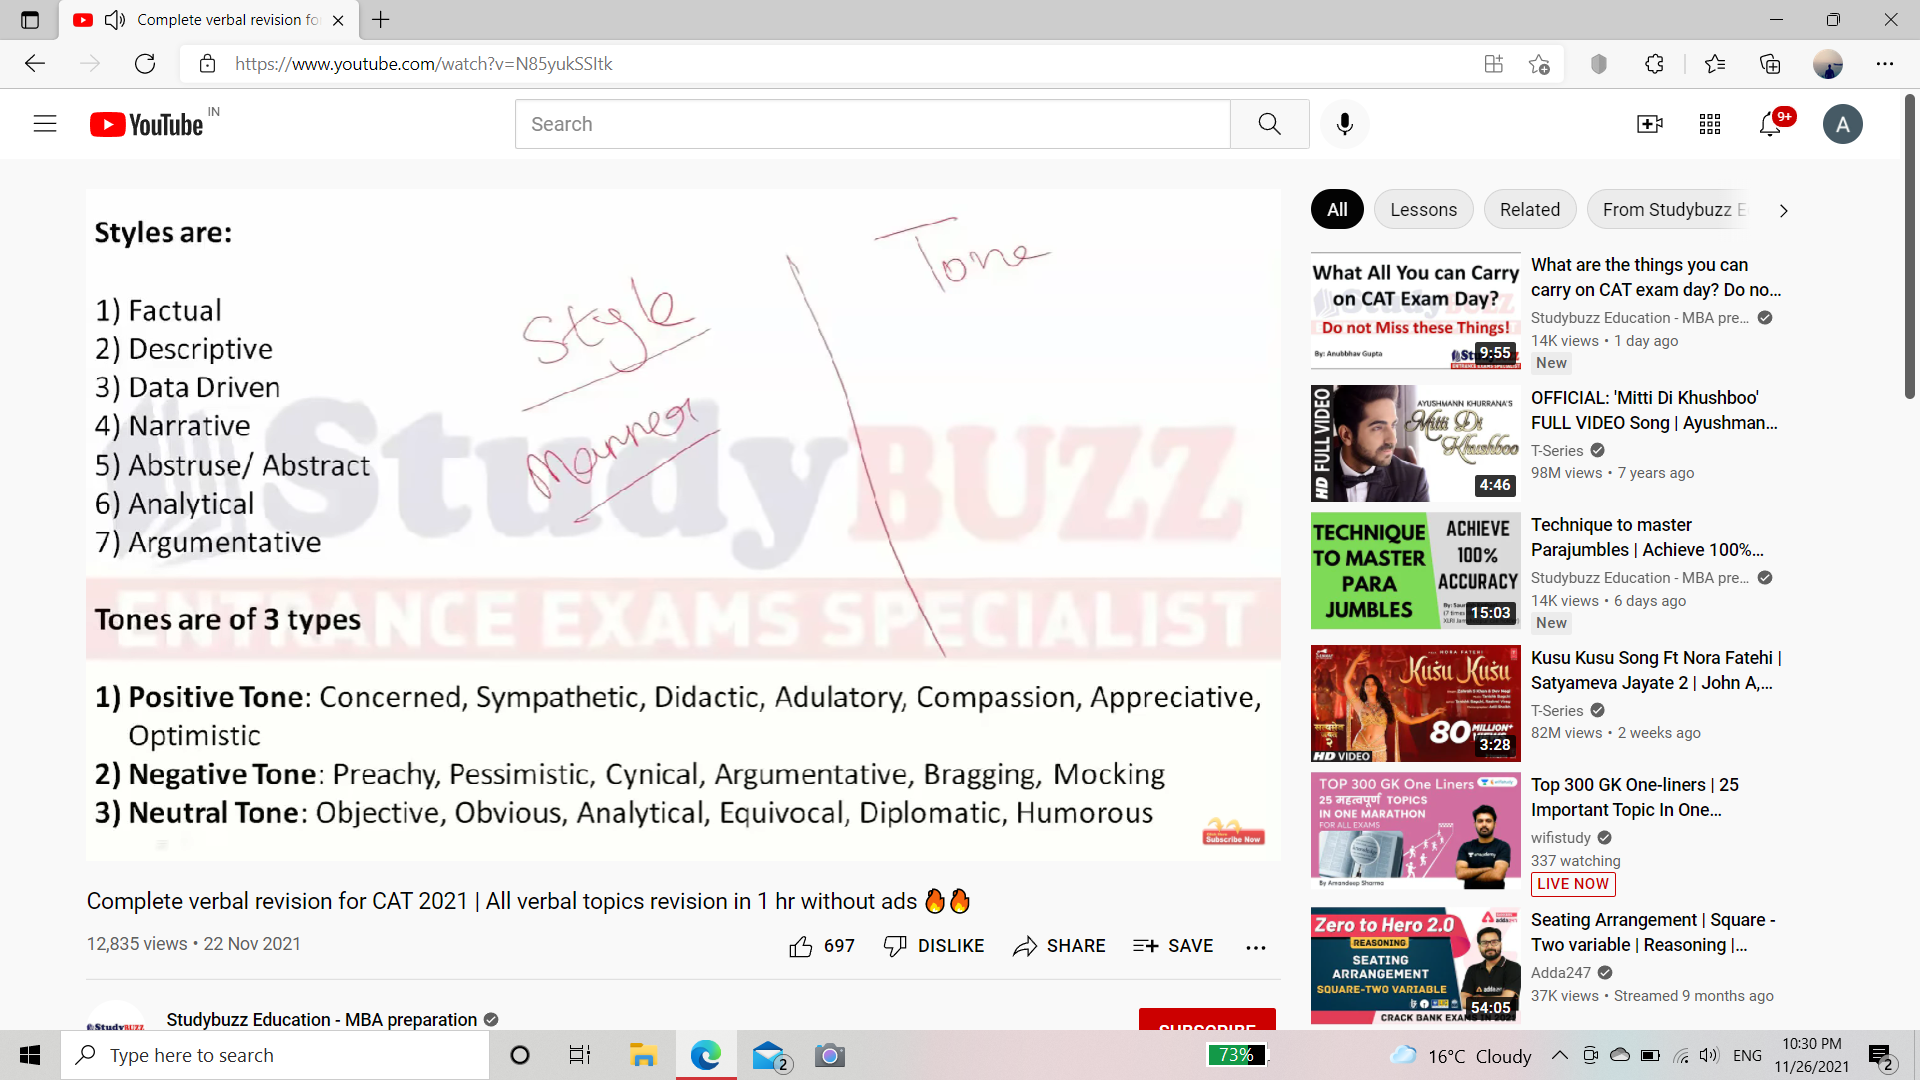 Complete verbal revision fo
https://www.youtube.com/watch?v=N85yukSSItk
YouTube IN
Search
9+
A
Styles are:
1) Factual
2) Descriptive
3) Data Driven
4) Narrative
5) Abstruse/ Abstract
6) Analytical
7) Argumentative
Style
Manner
Tone
StudyBUZZ
ENTRANCE EXAMS SPECIALIST
Tones are of 3 types
1) Positive Tone: Concerned, Sympathetic, Didactic, Adulatory, Compassion, Appreciative,
Optimistic
2) Negative Tone: Preachy, Pessimistic, Cynical, Argumentative, Bragging, Mocking
3) Neutral Tone: Objective, Obvious, Analytical, Equivocal, Diplomatic, Humorous
Subscribe Now
Complete verbal revision for CAT 2021 | All verbal topics revision in 1 hr without ads 🔥🔥
12,835 views • 22 Nov 2021
697
DISLIKE
SHARE
SAVE
StudyBUZZ
Studybuzz Education - MBA preparation
SUBSCRIBE
All
Lessons
Related
From Studybuzz E
What All You can Carry
on CAT Exam Day?
Do not Miss these Things!
By: Anubbhav Gupta
9:55
What are the things you can
carry on CAT exam day? Do no...
Studybuzz Education - MBA pre...
14K views • 1 day ago
New
HD FULL VIDEO
AYUSHMANN KHURRANA'S
Mitti Di
Khushboo
4:46
OFFICIAL: 'Mitti Di Khushboo'
FULL VIDEO Song | Ayushman...
T-Series
98M views • 7 years ago
TECHNIQUE
TO MASTER
PARA
JUMBLES
ACHIEVE
100%
ACCURACY
15:03
Technique to master
Parajumbles | Achieve 100%...
Studybuzz Education - MBA pre...
14K views • 6 days ago
New
NORA FATEHI
Kusu Kusu
80 MILLION+
HD VIDEO
3:28
Kusu Kusu Song Ft Nora Fatehi |
Satyameva Jayate 2 | John A,...
T-Series
82M views • 2 weeks ago
TOP 300 GK One Liners
25 महत्वपूर्ण TOPICS
IN ONE MARATHON
FOR ALL EXAMS
By Amandeep Sharma
Top 300 GK One-liners | 25
Important Topic In One...
wifistudy
337 watching
LIVE NOW
Zero to Hero 2.0
REASONING
SEATING
ARRANGEMENT
SQUARE-TWO VARIABLE
CRACK BANK EXAMS IN 2021
54:05
Seating Arrangement | Square -
Two variable | Reasoning |...
Adda247
37K views • Streamed 9 months ago
Type here to search
2
73%
16°C Cloudy
ENG
10:30 PM
11/26/2021
2